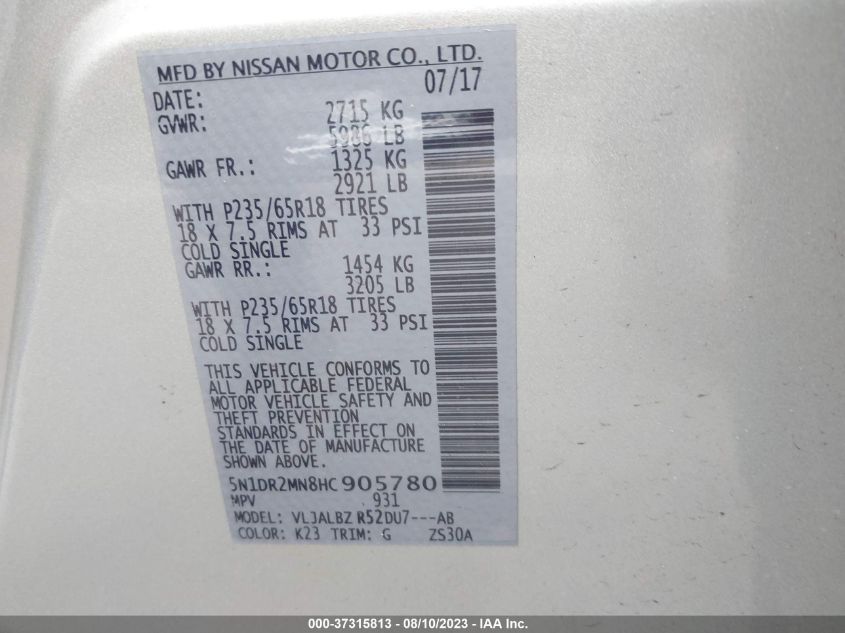 MFD BY NISSAN MOTOR CO., LTD.
07/17
DATE:
GVWR: 2715 KG
5986 LB
GAWR FR.: 1325 KG
2921 LB
WITH P235/65R18 TIRES
18 X 7.5 RIMS AT 33 PSI
COLD SINGLE
GAWR RR.: 1454 KG
3205 LB
WITH P235/65R18 TIRES
18 X 7.5 RIMS AT 33 PSI
COLD SINGLE
THIS VEHICLE CONFORMS TO
ALL APPLICABLE FEDERAL
MOTOR VEHICLE SAFETY AND
THEFT PREVENTION
STANDARDS IN EFFECT ON
THE DATE OF MANUFACTURE
SHOWN ABOVE.
5N1DR2MN8HC905780
MPV 931
MODEL: VLJALBZ R52DU7---AB
COLOR: K23 TRIM: G ZS30A
000-37315813 - 08/10/2023 - IAA Inc.